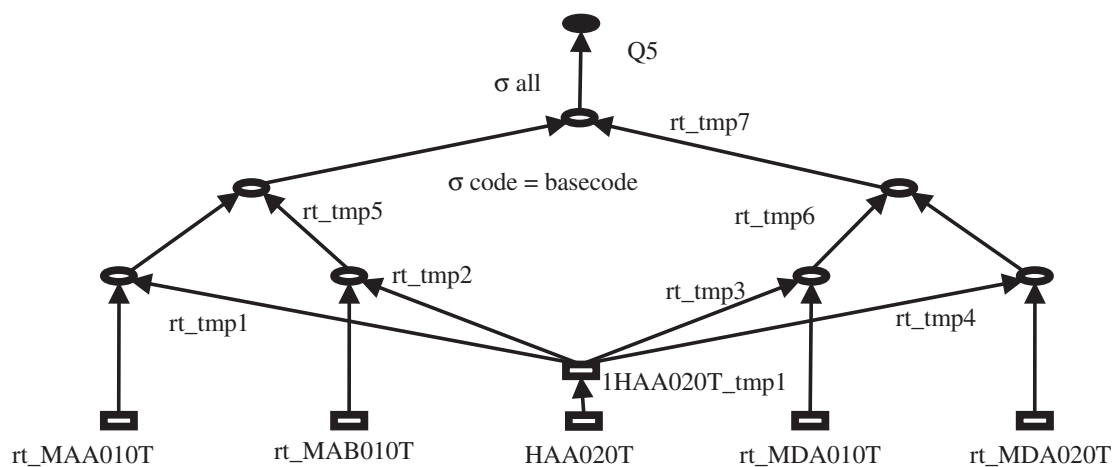 Q5
σ all
rt_tmp7
σ code = basecode
rt_tmp5
rt_tmp6
rt_tmp2
rt_tmp3
rt_tmp1
rt_tmp4
1HAA020T_tmp1
rt_MAA010T
rt_MAB010T
HAA020T
rt_MDA010T
rt_MDA020T